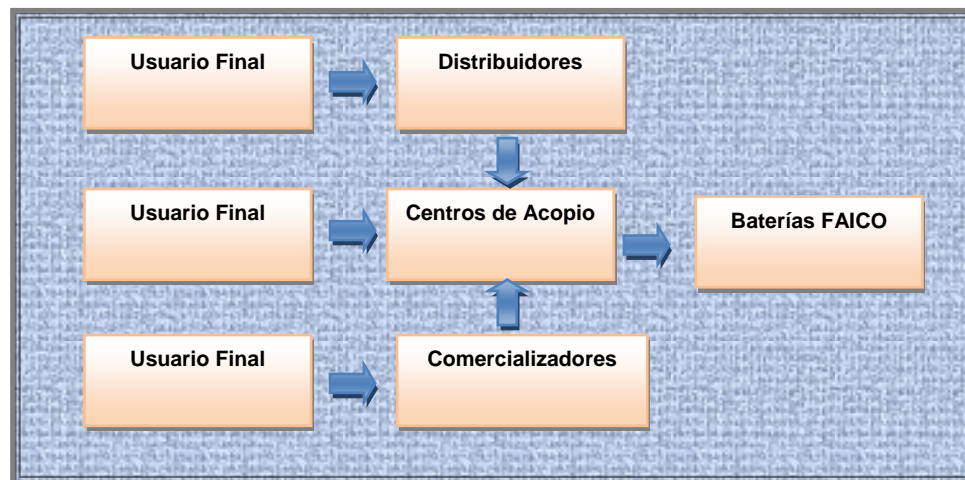 Usuario Final
Distribuidores
Usuario Final
Centros de Acopio
Baterías FAICO
Usuario Final
Comercializadores